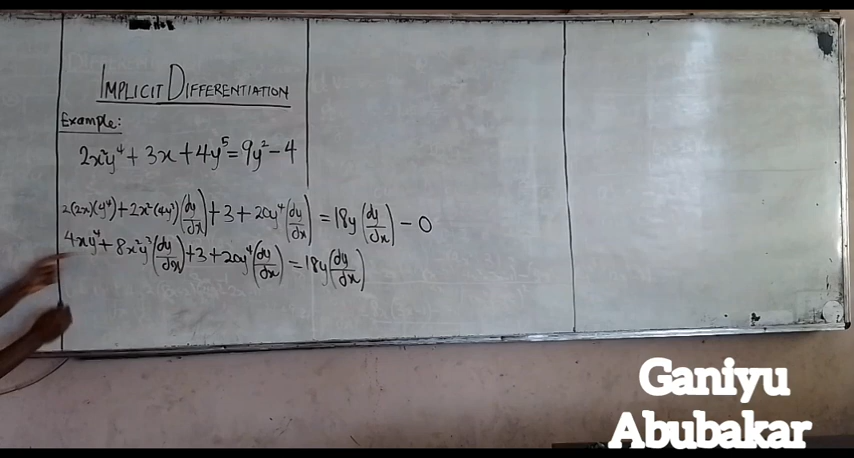 IMPLICIT DIFFERENTIATION
Example:
2x²y⁴ + 3x + 4y⁵ = 9y² - 4
2(2x)(y⁴) + 2x²(4y³)(dy/dx) + 3 + 20y⁴(dy/dx) = 18y(dy/dx) - 0
4xy⁴ + 8x²y³(dy/dx) + 3 + 20y⁴(dy/dx) = 18y(dy/dx)
Ganiyu
Abubakar